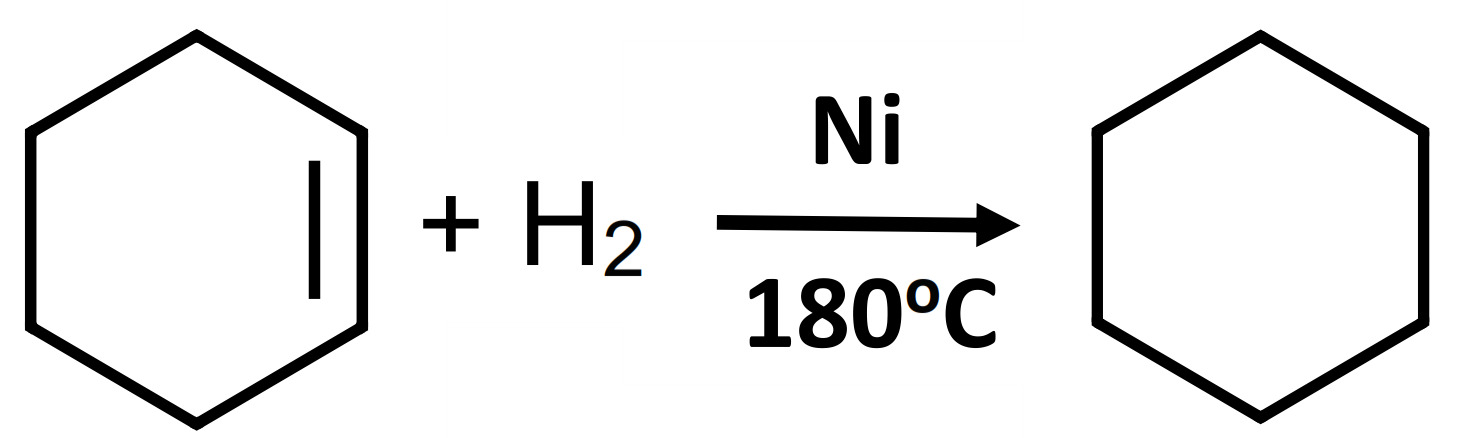 + H₂
Ni
180ᵒC